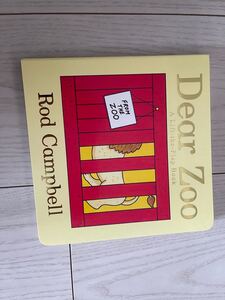 Dear Zoo
A Lift-the-Flap Book
FROM
THE
ZOO
Rod Campbell